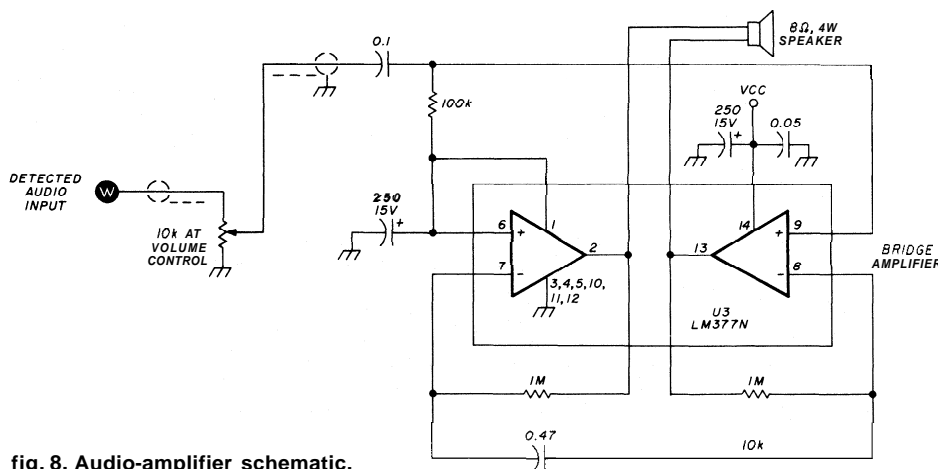 8Ω, 4W
SPEAKER
0.1
100k
VCC
250
15V
+
0.05
DETECTED
AUDIO
INPUT
W
10k AT
VOLUME
CONTROL
250
15V
+
6
+
1
7
-
2
3,4,5,10,
11,12
14
13
+
9
-
8
BRIDGE
AMPLIFIER
U3
LM377N
1M
1M
0.47
10k
fig. 8. Audio-amplifier schematic.